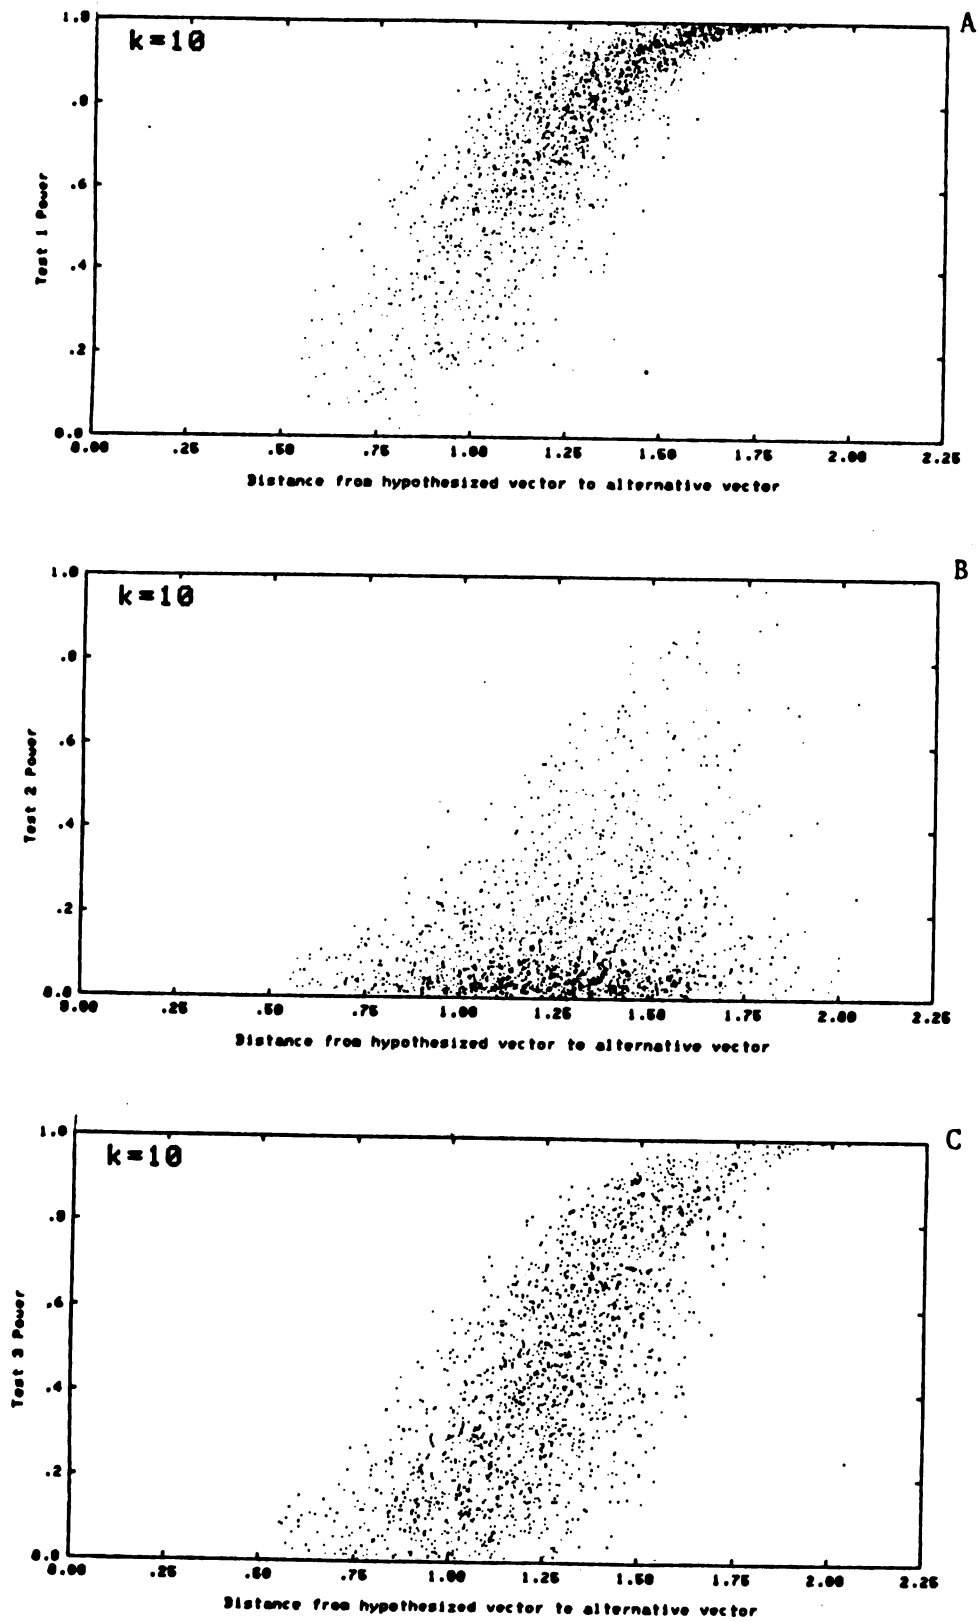 A
k=10
1.0
.8
.6
.4
.2
0.0
Test 1 Power
0.00 .25 .50 .75 1.00 1.25 1.50 1.75 2.00 2.25
Distance from hypothesized vector to alternative vector
B
k=10
1.0
.8
.6
.4
.2
0.0
Test 2 Power
0.00 .25 .50 .75 1.00 1.25 1.50 1.75 2.00 2.25
Distance from hypothesized vector to alternative vector
C
k=10
1.0
.8
.6
.4
.2
0.0
Test 3 Power
0.00 .25 .50 .75 1.00 1.25 1.50 1.75 2.00 2.25
Distance from hypothesized vector to alternative vector